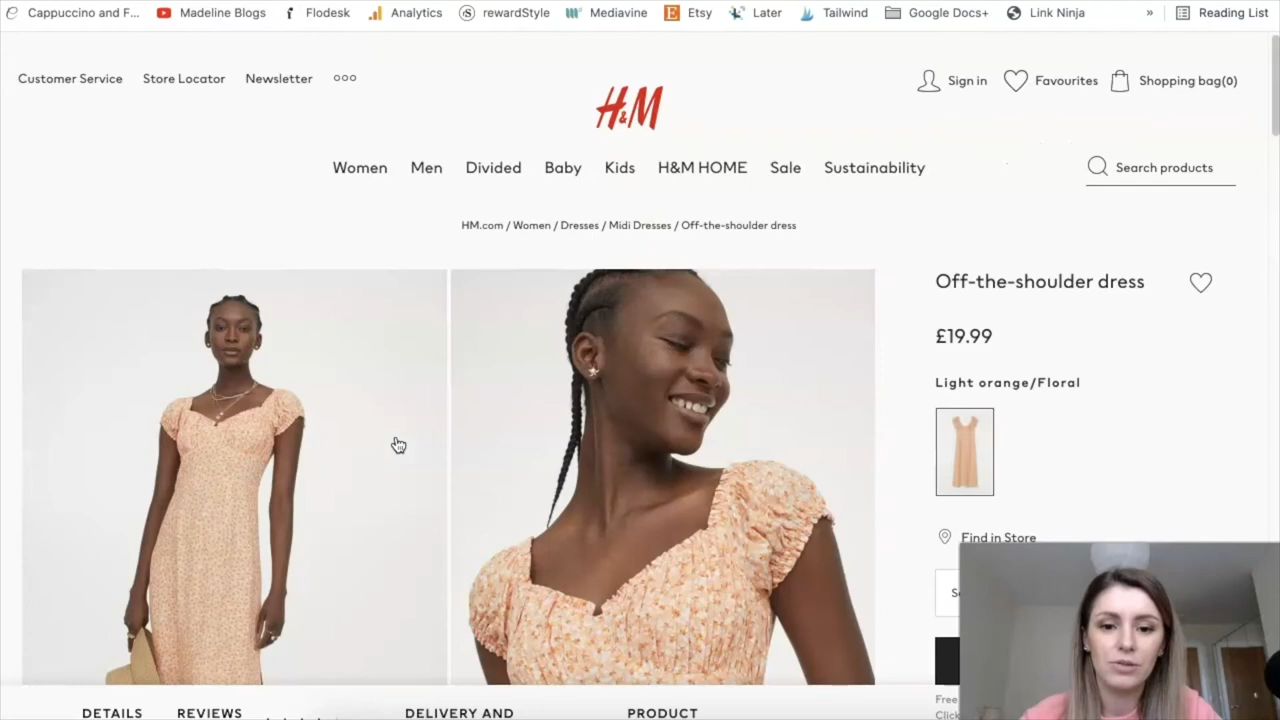 Cappuccino and F... Madeline Blogs Flodesk Analytics rewardStyle Mediavine Etsy Later Tailwind Google Docs+ Link Ninja » Reading List
Customer Service Store Locator Newsletter
H&M
Sign in Favourites Shopping bag(0)
Women Men Divided Baby Kids H&M HOME Sale Sustainability
Search products
HM.com / Women / Dresses / Midi Dresses / Off-the-shoulder dress
Off-the-shoulder dress
£19.99
Light orange/Floral
Find in Store
Free
Click
DETAILS REVIEWS DELIVERY AND PRODUCT